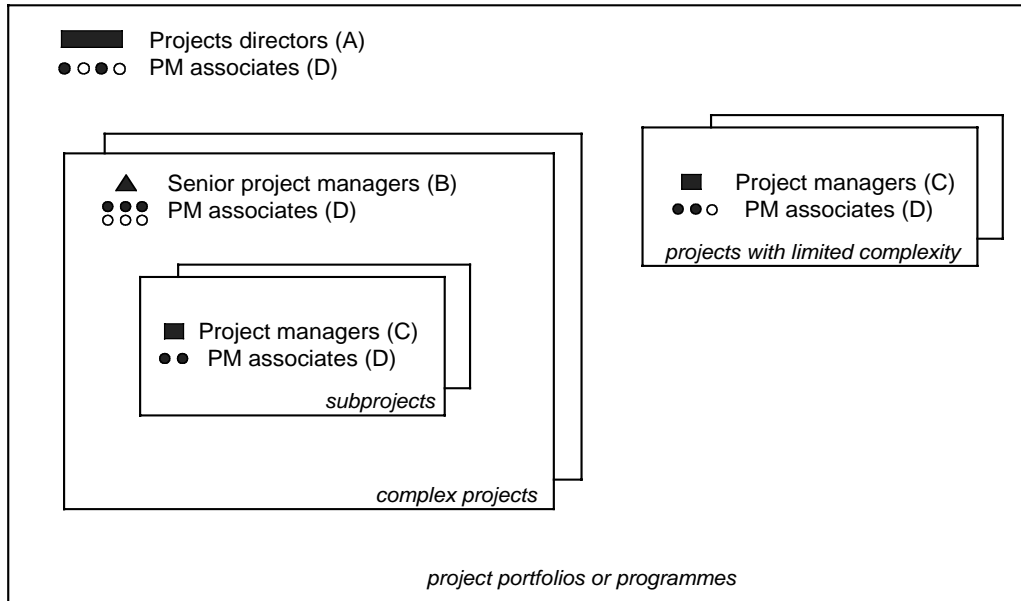 Projects directors (A)
PM associates (D)
Senior project managers (B)
PM associates (D)
Project managers (C)
PM associates (D)
subprojects
complex projects
Project managers (C)
PM associates (D)
projects with limited complexity
project portfolios or programmes